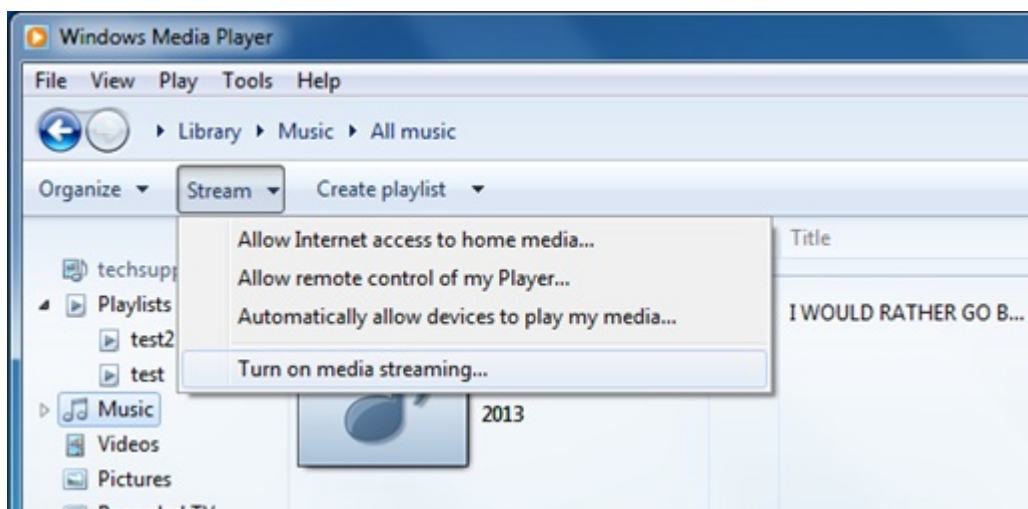 Windows Media Player
File View Play Tools Help
Library Music All music
Organize Stream Create playlist
Allow Internet access to home media...
Allow remote control of my Player...
Automatically allow devices to play my media...
Turn on media streaming...
Title
techsupp
Playlists
I WOULD RATHER GO B...
test2
test
Music
2013
Videos
Pictures